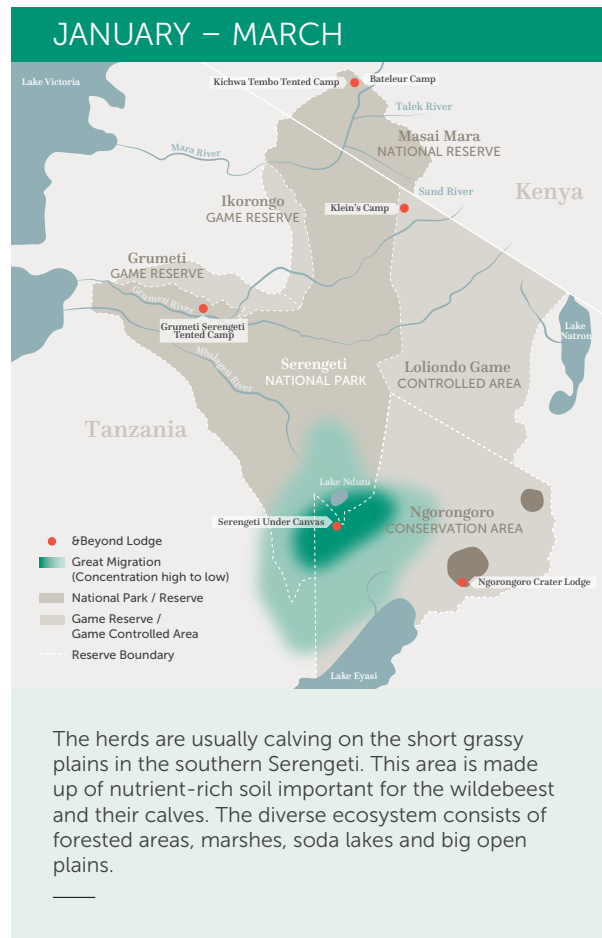 JANUARY – MARCH
Lake Victoria
Kichwa Tembo Tented Camp
Bateleur Camp
Talek River
Mara River
Masai Mara
NATIONAL RESERVE
Sand River
Kenya
Ikorongo
GAME RESERVE
Klein's Camp
Grumeti
GAME RESERVE
Grumeti River
Grumeti Serengeti
Tented Camp
Lake
Natron
Mbalageti River
Serengeti
NATIONAL PARK
Loliondo Game
CONTROLLED AREA
Tanzania
Lake Ndutu
Serengeti Under Canvas
Ngorongoro
CONSERVATION AREA
&Beyond Lodge
Great Migration
(Concentration high to low)
National Park / Reserve
Game Reserve /
Game Controlled Area
Reserve Boundary
Ngorongoro Crater Lodge
Lake Eyasi
The herds are usually calving on the short grassy
plains in the southern Serengeti. This area is made
up of nutrient-rich soil important for the wildebeest
and their calves. The diverse ecosystem consists of
forested areas, marshes, soda lakes and big open
plains.